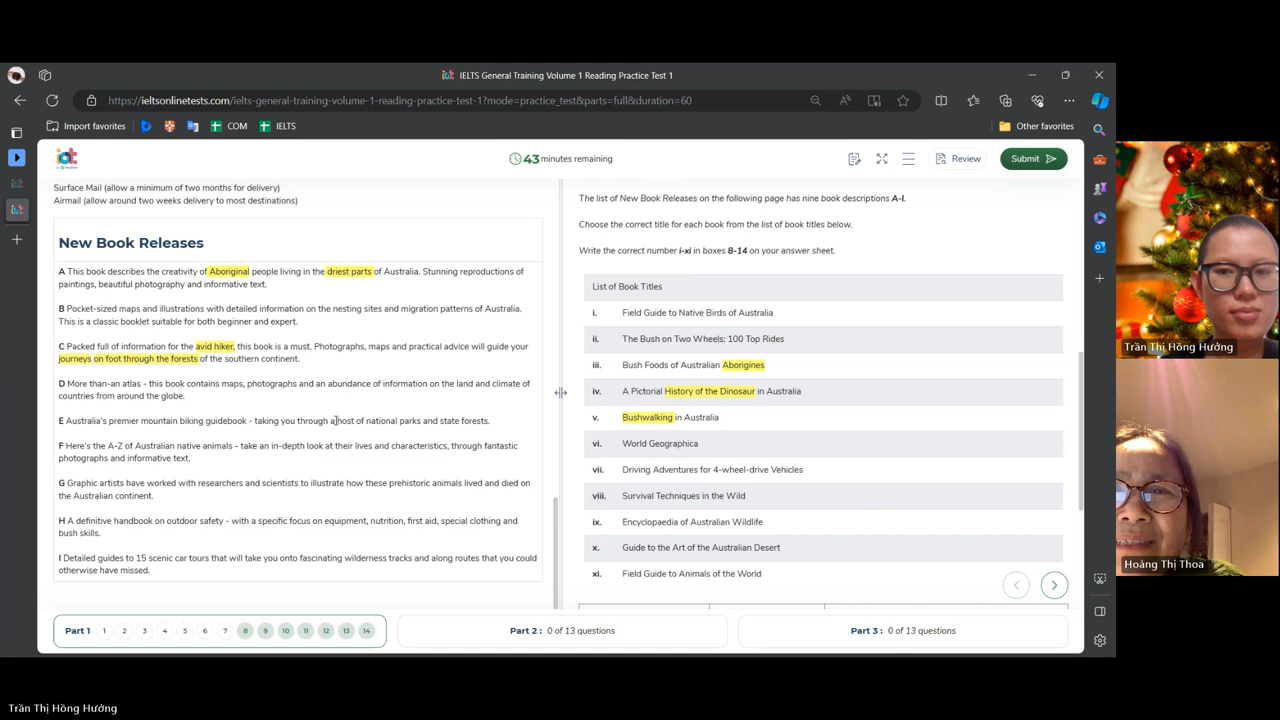 IELTS General Training Volume 1 Reading Practice Test 1
https://ieltsonlinetests.com/ielts-general-training-volume-1-reading-practice-test-1?mode=practice_test&parts=full&duration=60
Import favorites
COM
IELTS
Other favorites
iot
43 minutes remaining
Review
Submit
Surface Mail (allow a minimum of two months for delivery)
Airmail (allow around two weeks delivery to most destinations)
New Book Releases
A This book describes the creativity of Aboriginal people living in the driest parts of Australia. Stunning reproductions of
paintings, beautiful photography and informative text.
B Pocket-sized maps and illustrations with detailed information on the nesting sites and migration patterns of Australia.
This is a classic booklet suitable for both beginner and expert.
C Packed full of information for the avid hiker, this book is a must. Photographs, maps and practical advice will guide your
journeys on foot through the forests of the southern continent.
D More than-an atlas - this book contains maps, photographs and an abundance of information on the land and climate of
countries from around the globe.
E Australia's premier mountain biking guidebook - taking you through a host of national parks and state forests.
F Here's the A-Z of Australian native animals - take an in-depth look at their lives and characteristics, through fantastic
photographs and informative text.
G Graphic artists have worked with researchers and scientists to illustrate how these prehistoric animals lived and died on
the Australian continent.
H A definitive handbook on outdoor safety - with a specific focus on equipment, nutrition, first aid, special clothing and
bush skills.
I Detailed guides to 15 scenic car tours that will take you onto fascinating wilderness tracks and along routes that you could
otherwise have missed.
The list of New Book Releases on the following page has nine book descriptions A-I.
Choose the correct title for each book from the list of book titles below.
Write the correct number i-xi in boxes 8-14 on your answer sheet.
List of Book Titles
i. Field Guide to Native Birds of Australia
ii. The Bush on Two Wheels: 100 Top Rides
iii. Bush Foods of Australian Aborigines
iv. A Pictorial History of the Dinosaur in Australia
v. Bushwalking in Australia
vi. World Geographica
vii. Driving Adventures for 4-wheel-drive Vehicles
viii. Survival Techniques in the Wild
ix. Encyclopaedia of Australian Wildlife
x. Guide to the Art of the Australian Desert
xi. Field Guide to Animals of the World
Part 1 1 2 3 4 5 6 7 8 9 10 11 12 13 14
Part 2 : 0 of 13 questions
Part 3 : 0 of 13 questions
Trần Thị Hồng Hưởng
Hoàng Thị Thoa
Trần Thị Hồng Hưởng